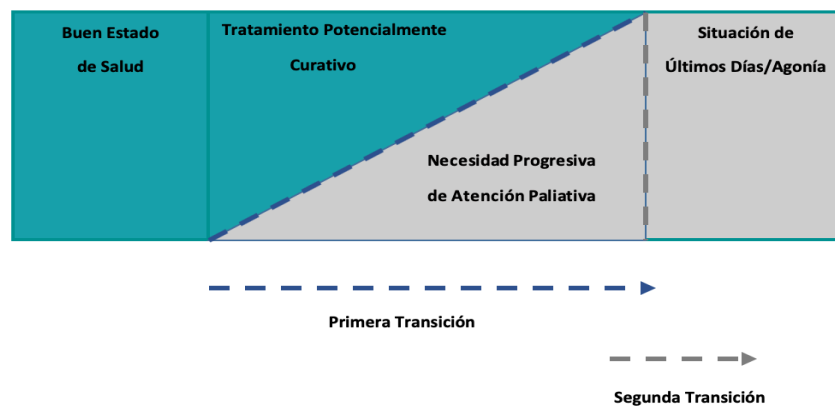 Buen Estado
de Salud
Tratamiento Potencialmente
Curativo
Necesidad Progresiva
de Atención Paliativa
Situación de
Últimos Días/Agonía
Primera Transición
Segunda Transición